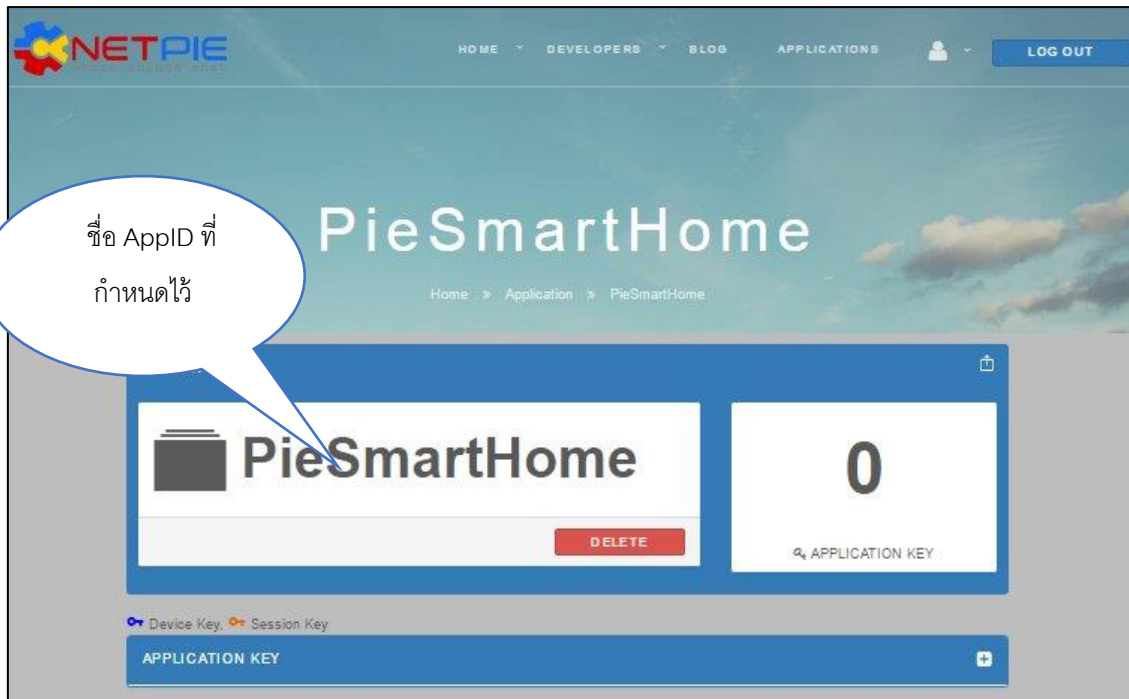 NETPIE
HOME DEVELOPERS BLOG APPLICATIONS LOG OUT
PieSmartHome
ชื่อ AppID ที่
กำหนดไว้
Home » Application » PieSmartHome
PieSmartHome
0
DELETE
APPLICATION KEY
Device Key, Session Key
APPLICATION KEY